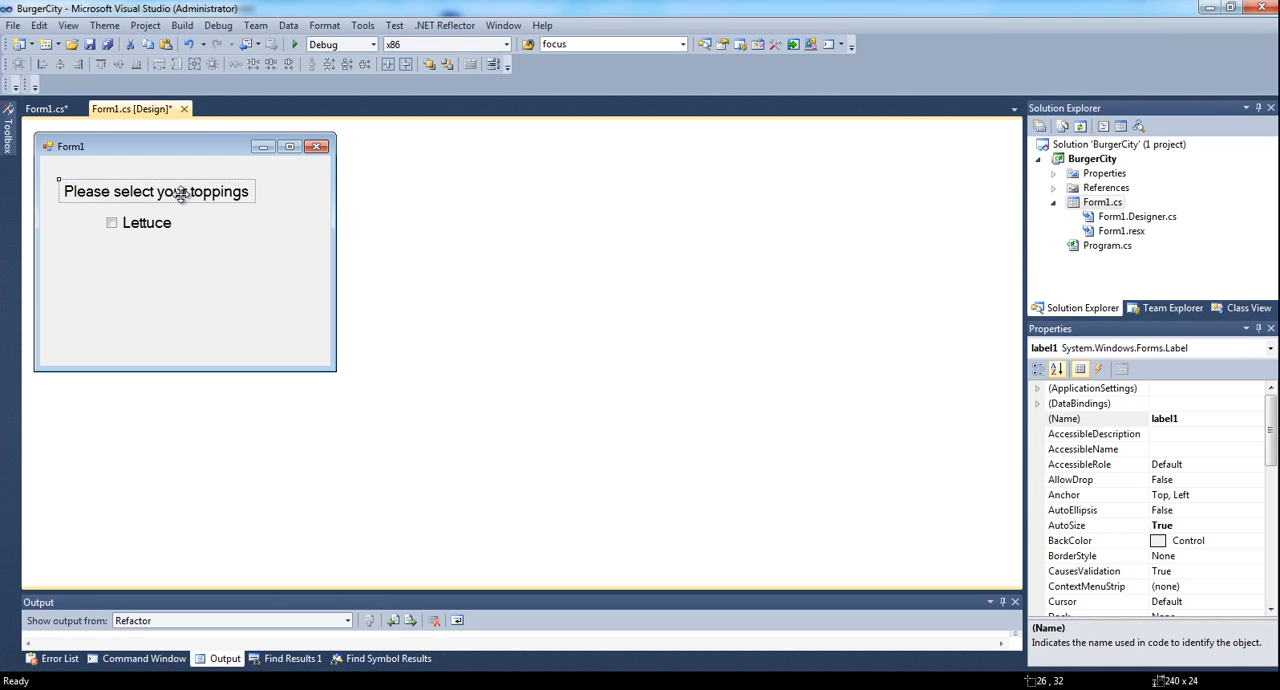 BurgerCity - Microsoft Visual Studio (Administrator)
File Edit View Theme Project Build Debug Team Data Format Tools Test .NET Reflector Window Help
Debug x86 focus
Toolbox
Form1.cs* Form1.cs [Design]*
Form1
Please select your toppings
Lettuce
Solution Explorer
Solution 'BurgerCity' (1 project)
BurgerCity
Properties
References
Form1.cs
Form1.Designer.cs
Form1.resx
Program.cs
Solution Explorer Team Explorer Class View
Properties
label1 System.Windows.Forms.Label
(ApplicationSettings)
(DataBindings)
(Name) label1
AccessibleDescription
AccessibleName
AccessibleRole Default
AllowDrop False
Anchor Top, Left
AutoEllipsis False
AutoSize True
BackColor Control
BorderStyle None
CausesValidation True
ContextMenuStrip (none)
Cursor Default
(Name)
Indicates the name used in code to identify the object.
Output
Show output from: Refactor
Error List Command Window Output Find Results 1 Find Symbol Results
Ready 26 , 32 240 x 24